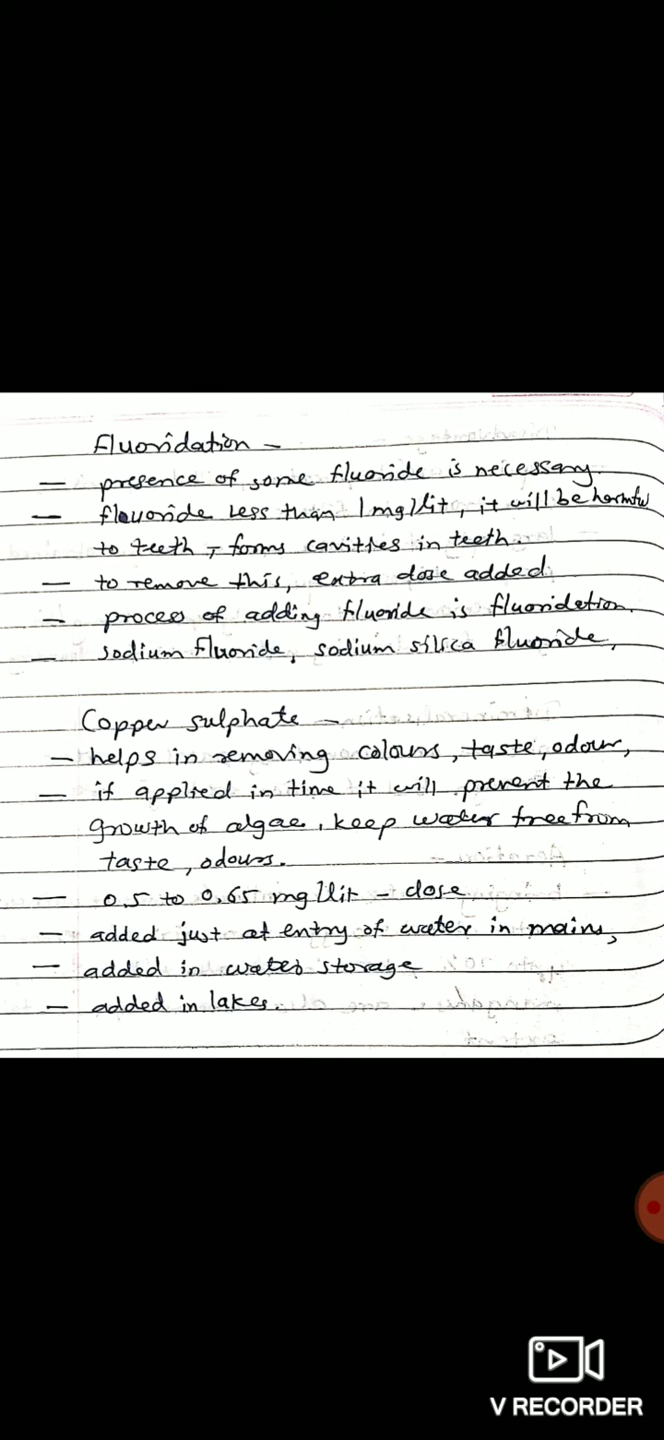 Fluoridation -
— presence of some fluoride is necessary.
— flouoride less than 1 mg/lit, it will be harmful
to teeth, - forms cavities in teeth.
— to remove this, extra dose added
— process of adding fluoride is fluoridation.
— sodium fluoride, sodium silica fluoride,
Copper sulphate -
— helps in removing colours, taste, odour,
— if applied in time it will prevent the
growth of algae, keep water free from
taste, odours.
— 0.5 to 0.65 mg/lit - dose
— added just at entry of water in mains,
— added in water storage
— added in lakes.
V RECORDER